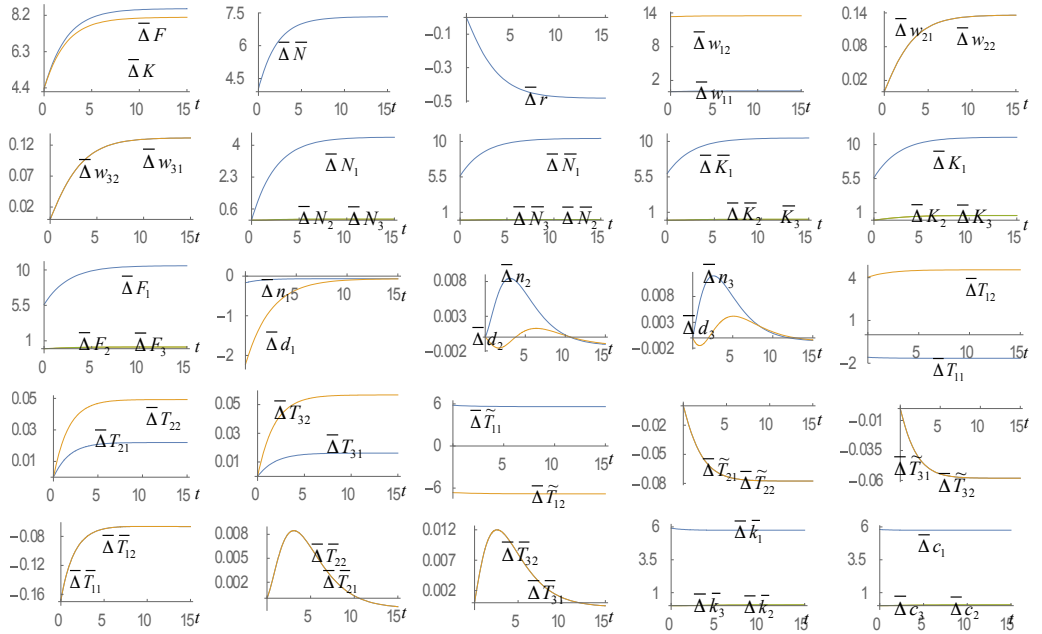 8.2
6.3
4.4
0 5 10 15 t
Δ̄ F
Δ̄ K
7.5
6
4.5
0 5 10 15 t
Δ̄ N̄
5 10 15 t
-0.1
-0.3
-0.5
Δ̄ r
14
7
0
0 5 10 15 t
Δ̄ w₁₂
Δ̄ w₁₁
0.14
0.08
0.02
0 5 10 15 t
Δ̄ w₂₁
Δ̄ w₂₂
0.12
0.07
0.02
0 5 10 15 t
Δ̄ w₃₂
Δ̄ w₃₁
4
2.3
0.6
0 5 10 15 t
Δ̄ N₁
Δ̄ N₂ Δ̄ N₃
10
5.5
1
0 5 10 15 t
Δ̄ N̄₁
Δ̄ N̄₃ Δ̄ N̄₂
10
5.5
1
0 5 10 15 t
Δ̄ K̄₁
Δ̄ K̄₂ K̄₃
10
5.5
1
0 5 10 15 t
Δ̄ K₁
Δ̄ K₂ Δ̄ K₃
10
5.5
1
0 5 10 15 t
Δ̄ F₁
Δ̄ F₂ Δ̄ F₃
0
-1
-2
5 10 15 t
Δ̄ n₁
Δ̄ d₁
0.008
0.003
-0.002
5 10 15 t
Δ̄ n₂
Δ̄ d₂
0.008
0.003
-0.002
5 10 15 t
Δ̄ n₃
Δ̄ d₃
4
1
-2
5 10 15 t
Δ̄ T₁₂
Δ̄ T₁₁
0.05
0.03
0.01
0 5 10 15 t
Δ̄ T₂₂
Δ̄ T₂₁
0.05
0.03
0.01
0 5 10 15 t
Δ̄ T₃₂
Δ̄ T₃₁
6
0
-6
5 10 15 t
Δ̄ T̃₁₁
Δ̄ T̃₁₂
5 10 15 t
-0.02
-0.05
-0.08
Δ̄ T̃₂₁ Δ̄ T̃₂₂
5 10 15 t
-0.01
-0.035
-0.06
Δ̄ T̃₃₁
Δ̄ T̃₃₂
-0.08
-0.12
-0.16
0 5 10 15 t
Δ̄ T̄₁₂
Δ̄ T̄₁₁
0.008
0.005
0.002
5 10 15 t
Δ̄ T̄₂₂
Δ̄ T̄₂₁
0.012
0.007
0.002
5 10 15 t
Δ̄ T̄₃₂
Δ̄ T̄₃₁
6
3.5
1
0 5 10 15 t
Δ̄ k̄₁
Δ̄ k̄₃ Δ̄ k̄₂
6
3.5
1
0 5 10 15 t
Δ̄ c₁
Δ̄ c₃ Δ̄ c₂